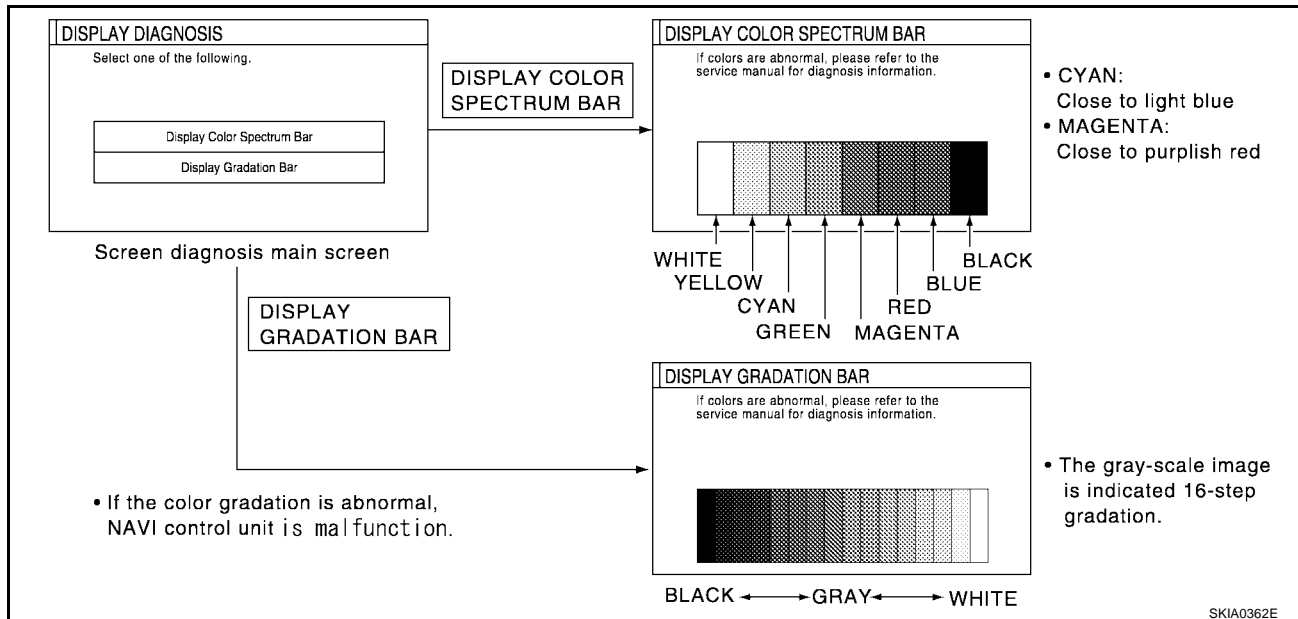 DISPLAY DIAGNOSIS
Select one of the following.
Display Color Spectrum Bar
Display Gradation Bar
Screen diagnosis main screen
DISPLAY COLOR
SPECTRUM BAR
DISPLAY COLOR SPECTRUM BAR
If colors are abnormal, please refer to the
service manual for diagnosis information.
WHITE
YELLOW
CYAN
GREEN
MAGENTA
RED
BLUE
BLACK
• CYAN:
Close to light blue
• MAGENTA:
Close to purplish red
DISPLAY
GRADATION BAR
• If the color gradation is abnormal,
NAVI control unit is malfunction.
DISPLAY GRADATION BAR
If colors are abnormal, please refer to the
service manual for diagnosis information.
BLACK GRAY WHITE
• The gray-scale image
is indicated 16-step
gradation.
SKIA0362E